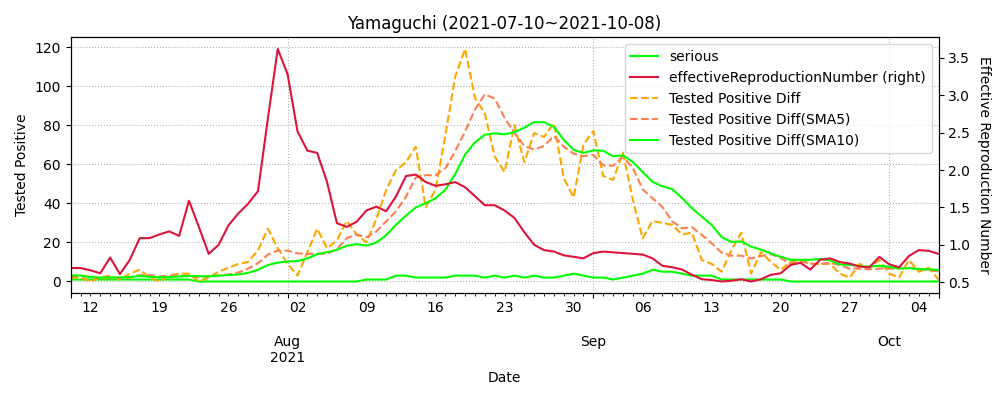 Yamaguchi (2021-07-10~2021-10-08)
Tested Positive
120
100
80
60
40
20
0
serious
effectiveReproductionNumber (right)
Tested Positive Diff
Tested Positive Diff(SMA5)
Tested Positive Diff(SMA10)
3.5
3.0
2.5
2.0
1.5
1.0
0.5
Effective Reproduction Number
12 19 26 02 09 16 23 30 06 13 20 27 04
Aug Sep Oct
2021
Date